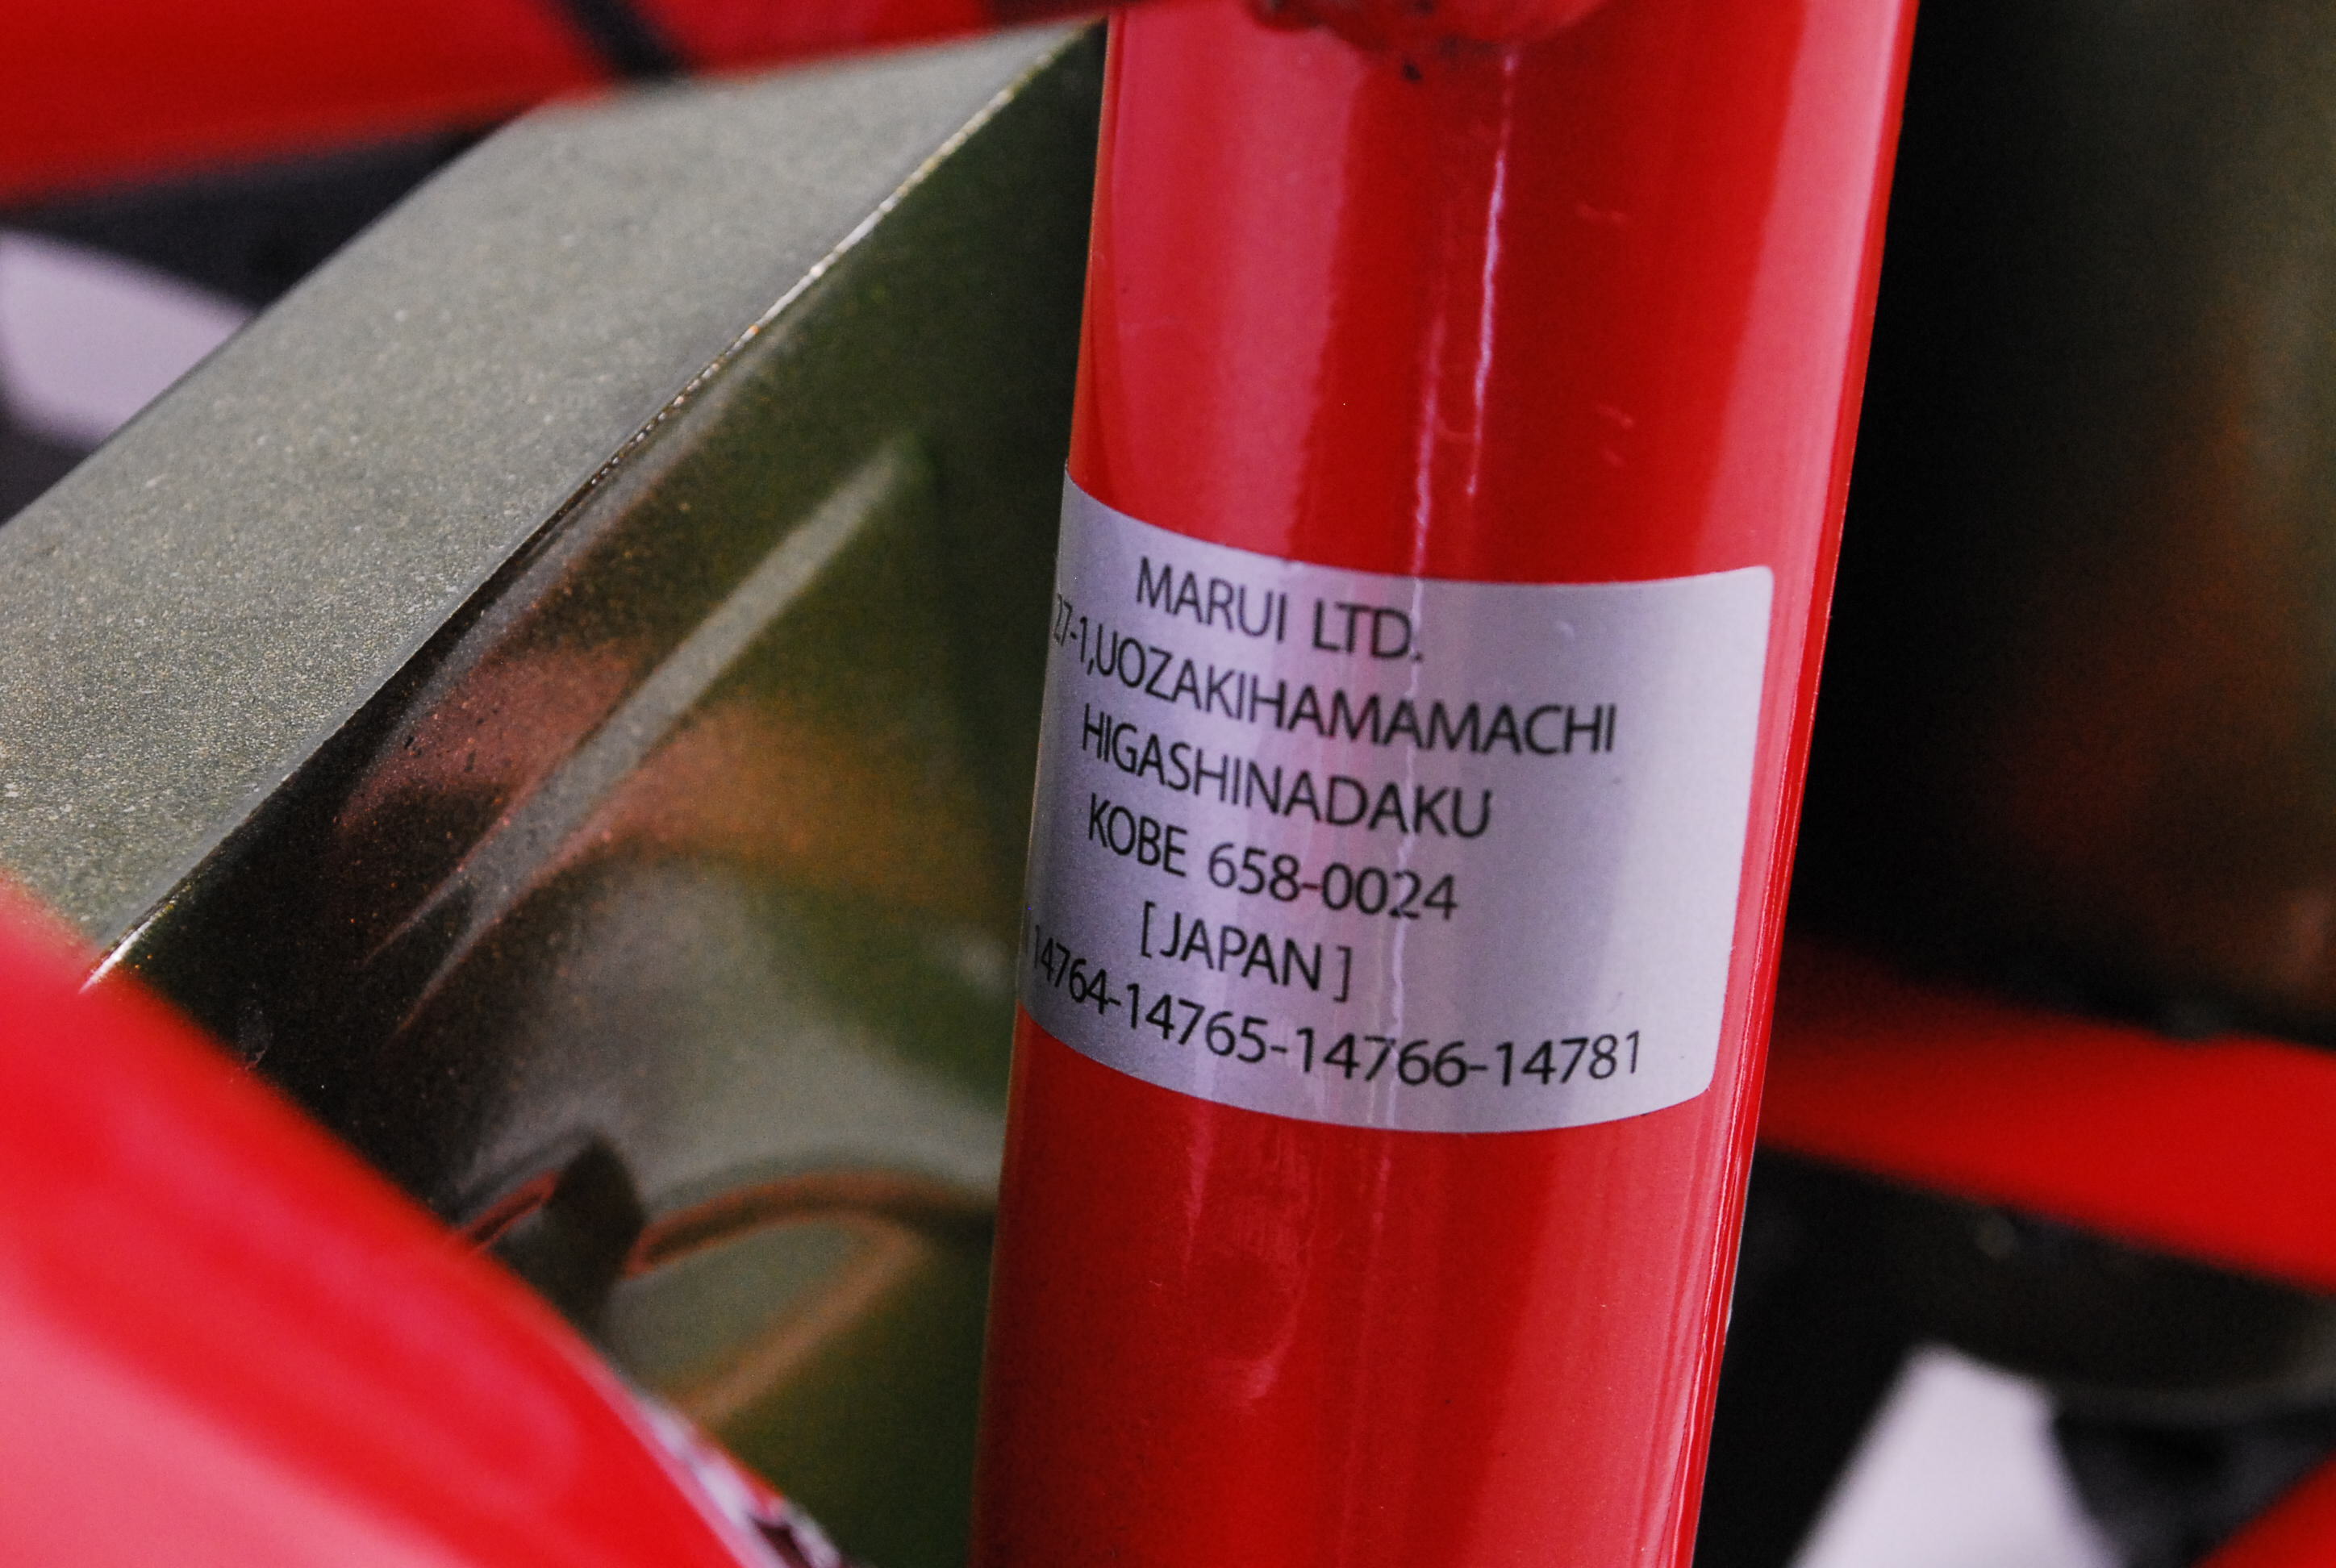 MARUI LTD.
27-1,UOZAKIHAMAMACHI
HIGASHINADAKU
KOBE 658-0024
[JAPAN]
14764-14765-14766-14781